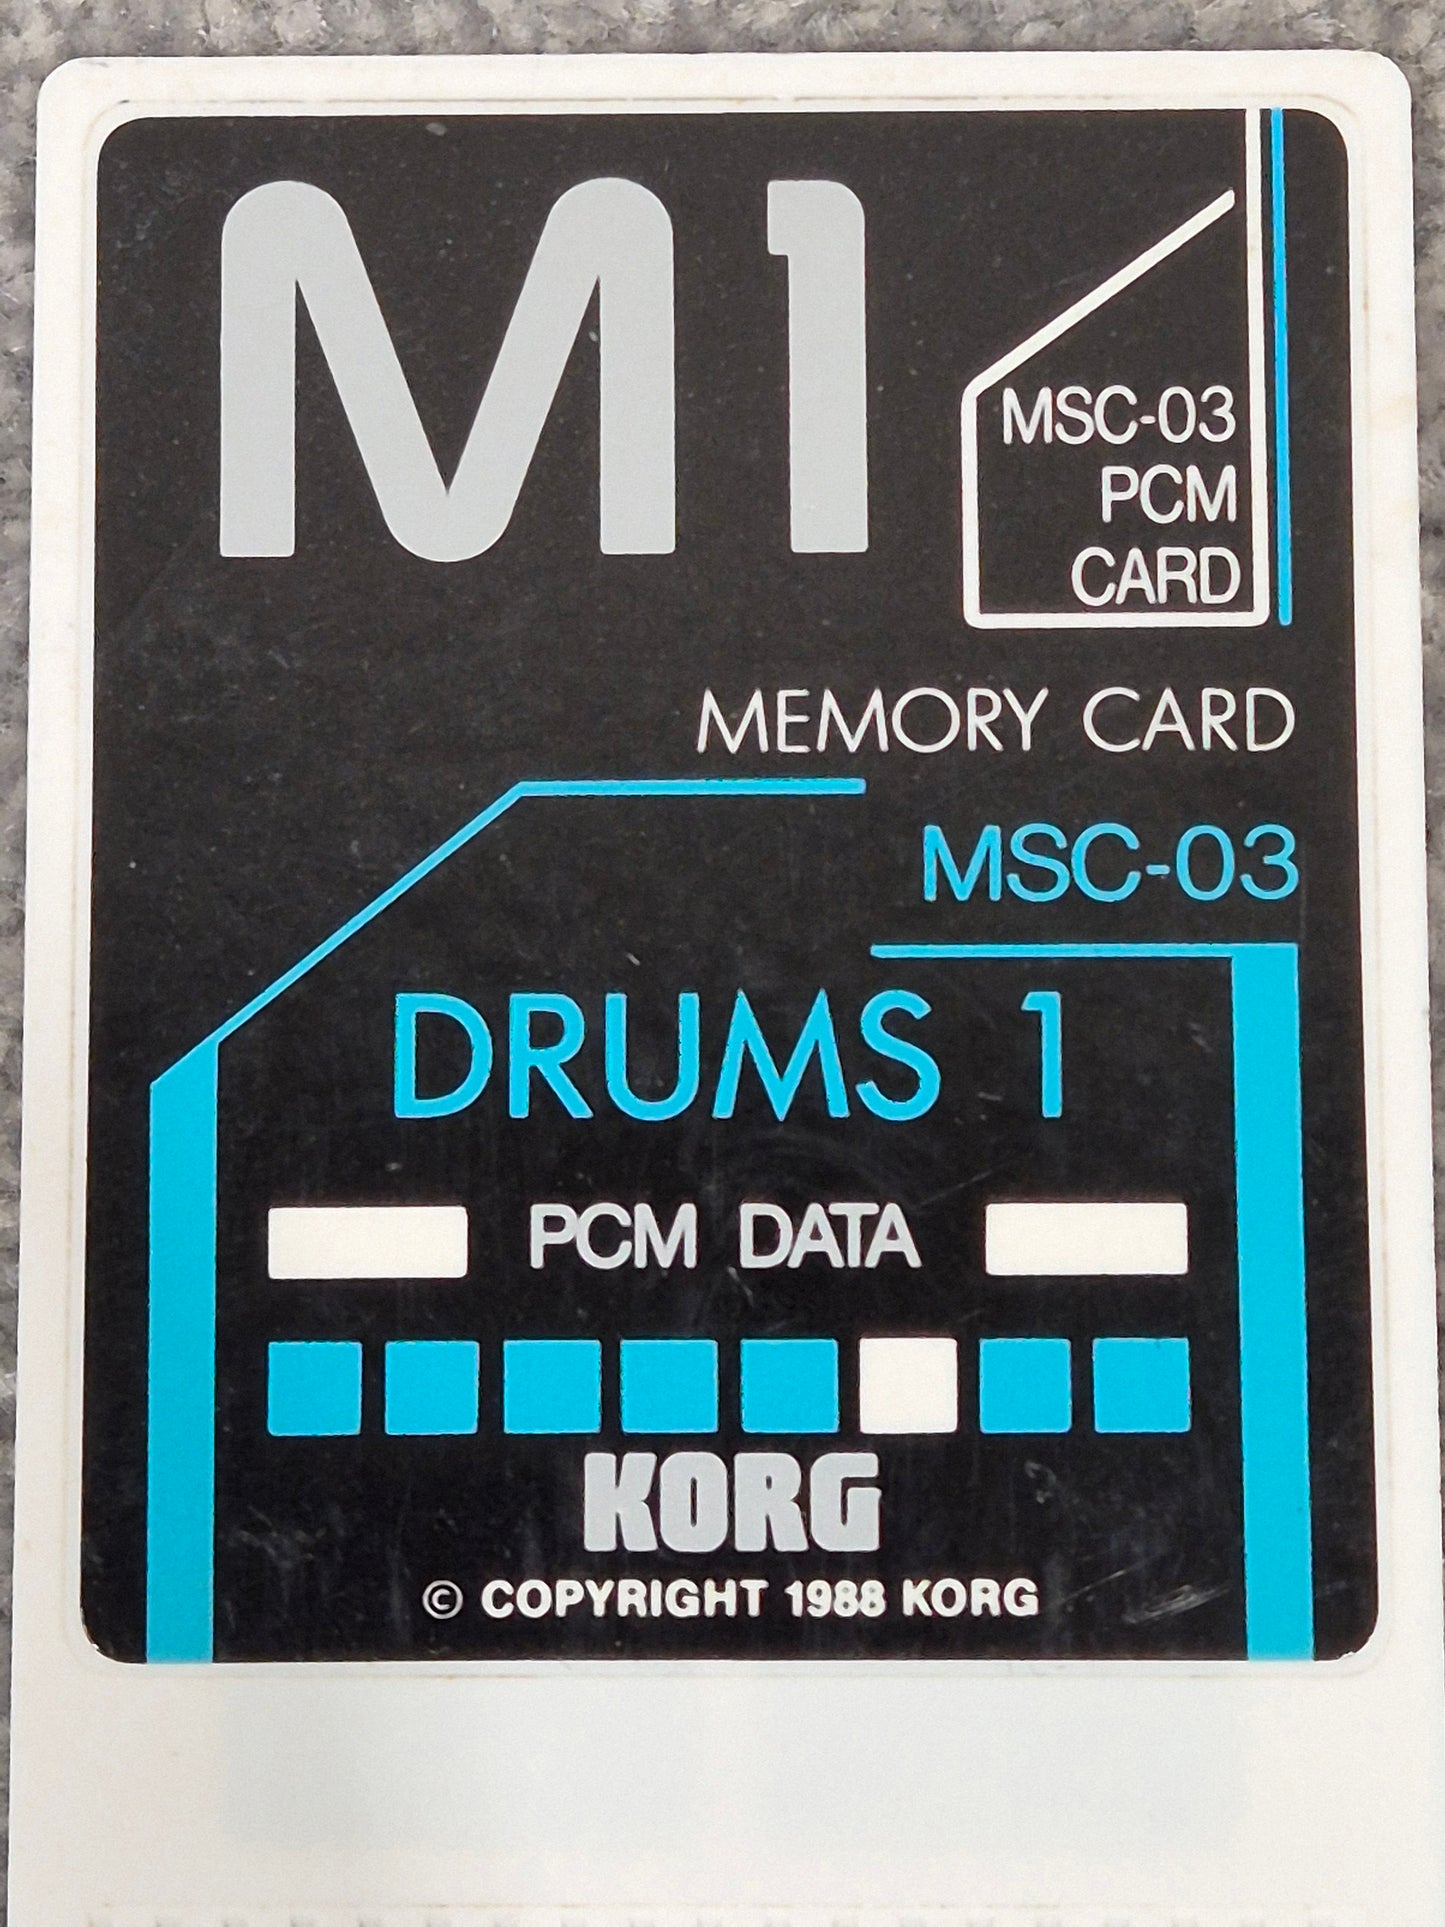 M1
MSC-03
PCM
CARD
MEMORY CARD
MSC-03
DRUMS 1
PCM DATA
KORG
© COPYRIGHT 1988 KORG